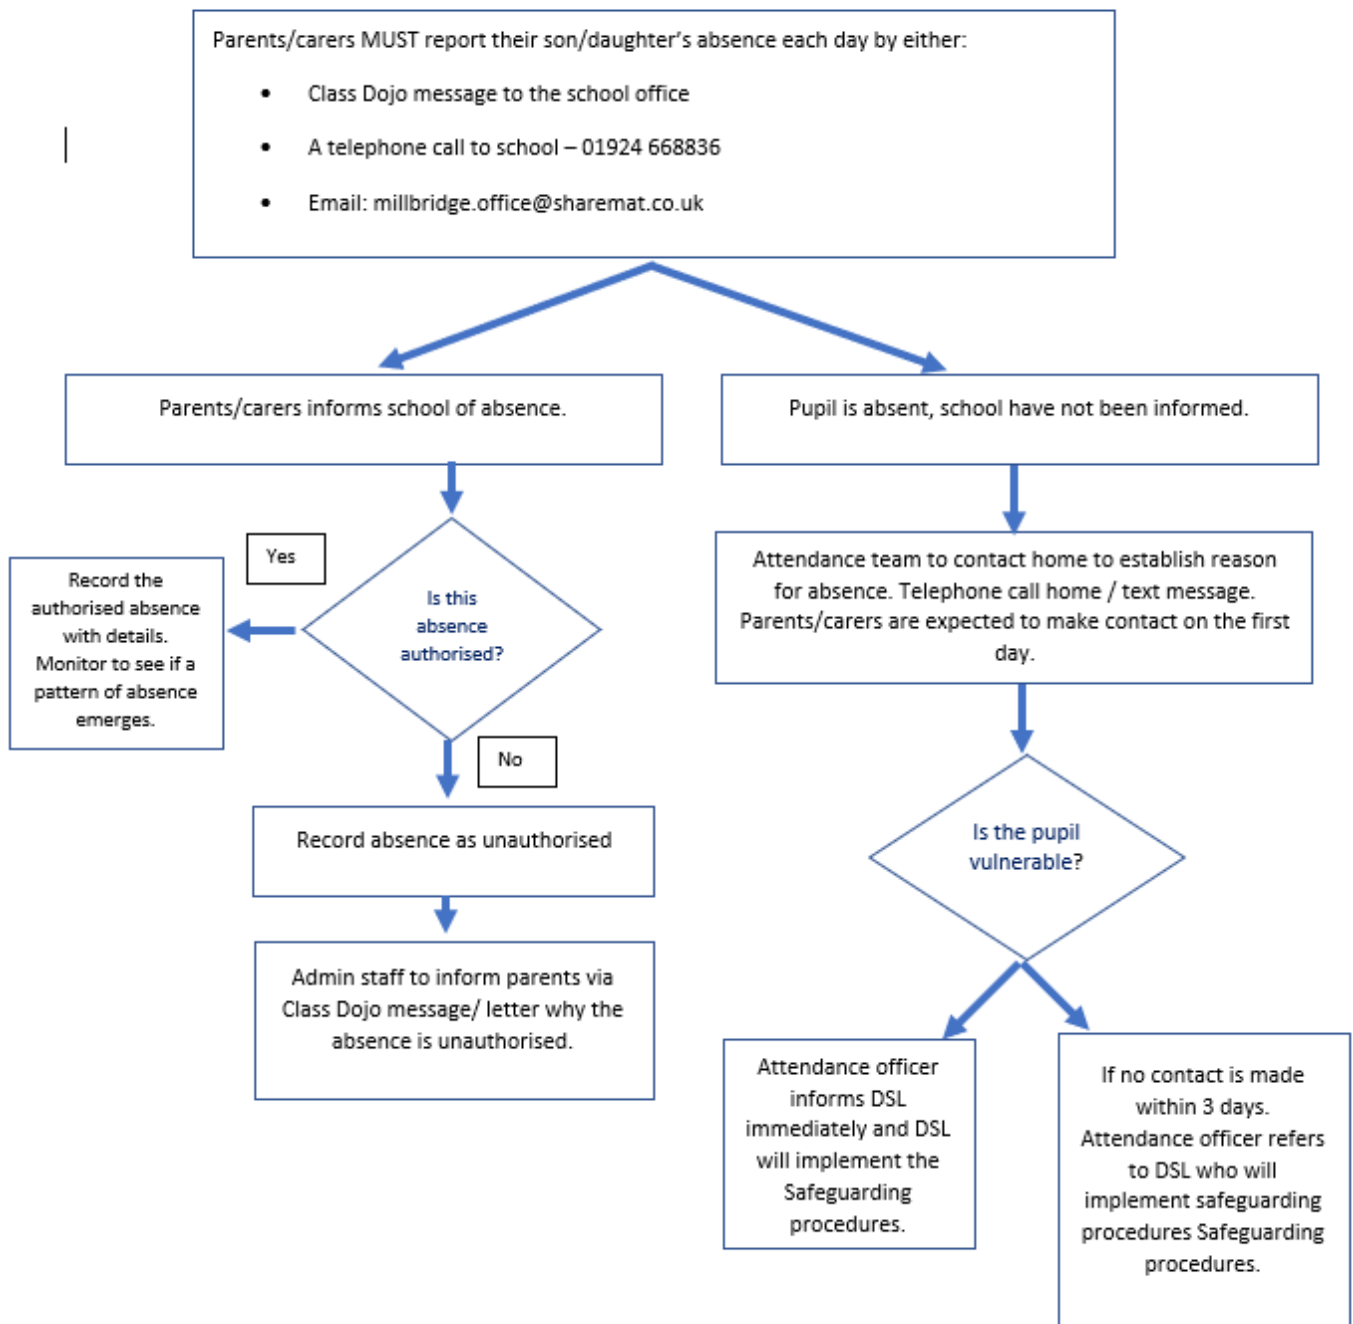 Parents/carers MUST report their son/daughter's absence each day by either:
• Class Dojo message to the school office
• A telephone call to school – 01924 668836
• Email: millbridge.office@sharemat.co.uk
Parents/carers informs school of absence.
Pupil is absent, school have not been informed.
Yes
Record the
authorised absence
with details.
Monitor to see if a
pattern of absence
emerges.
Is this
absence
authorised?
No
Record absence as unauthorised
Admin staff to inform parents via
Class Dojo message/ letter why the
absence is unauthorised.
Attendance team to contact home to establish reason
for absence. Telephone call home / text message.
Parents/carers are expected to make contact on the first
day.
Is the pupil
vulnerable?
Attendance officer
informs DSL
immediately and DSL
will implement the
Safeguarding
procedures.
If no contact is made
within 3 days.
Attendance officer refers
to DSL who will
implement safeguarding
procedures Safeguarding
procedures.